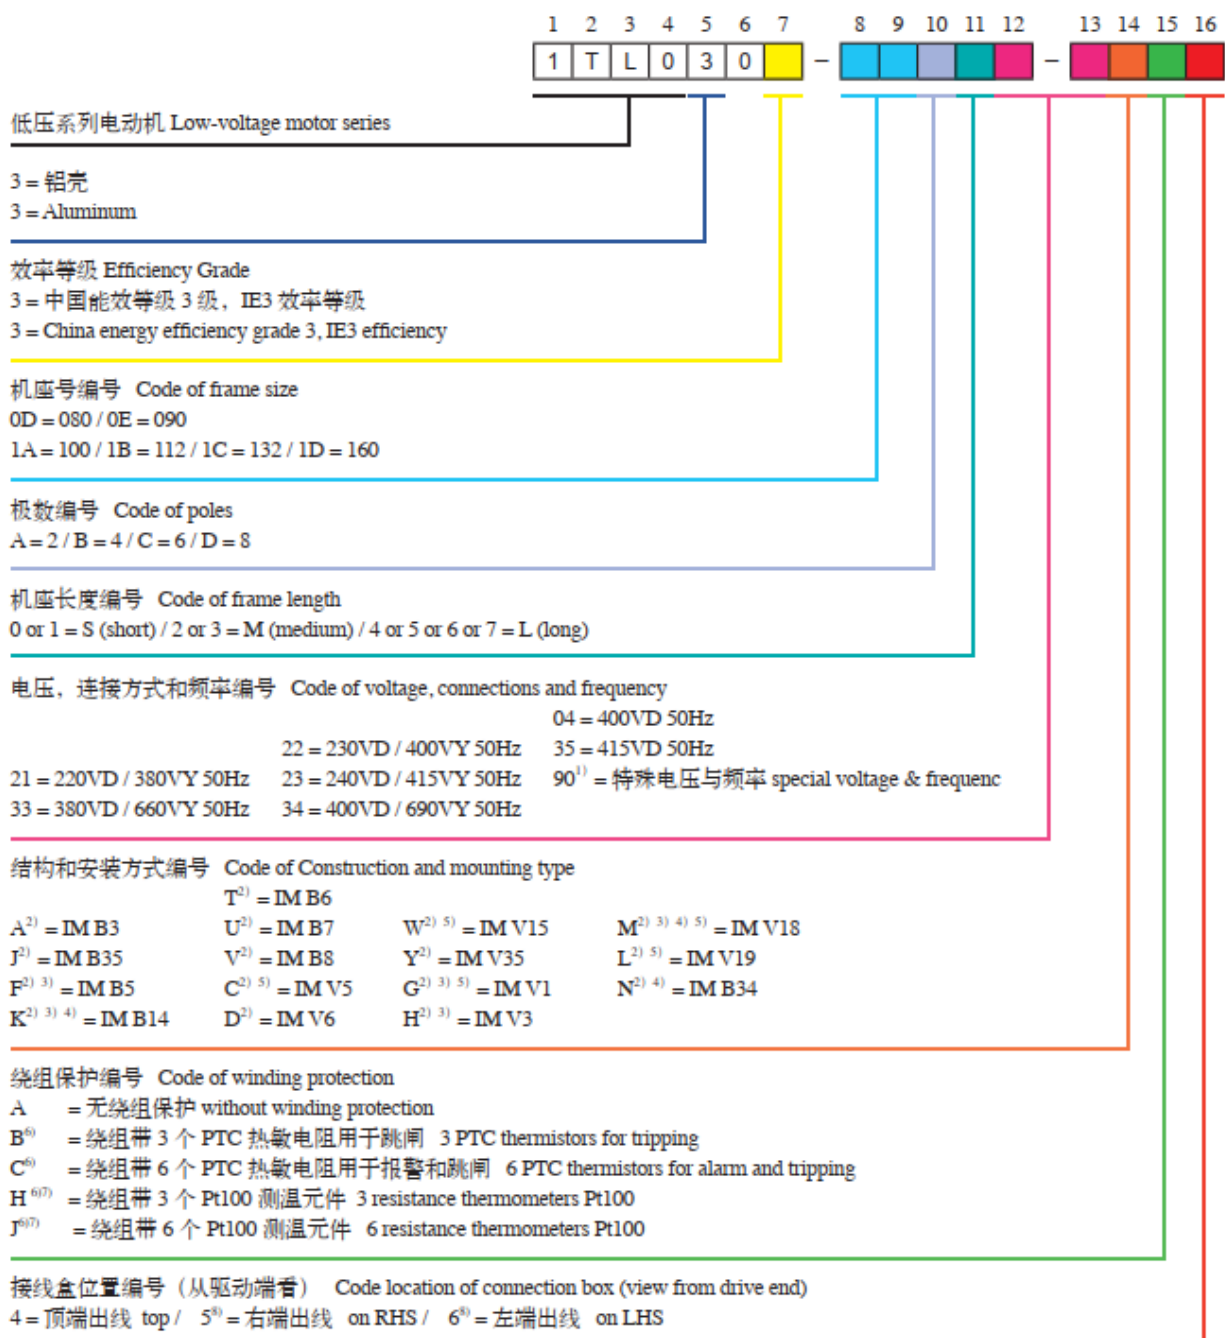 1 2 3 4 5 6 7 8 9 10 11 12 13 14 15 16
1 T L 0 3 0 – –
低压系列电动机 Low-voltage motor series
3 = 铝壳
3 = Aluminum
效率等级 Efficiency Grade
3 = 中国能效等级 3 级，IE3 效率等级
3 = China energy efficiency grade 3, IE3 efficiency
机座号编号 Code of frame size
0D = 080 / 0E = 090
1A = 100 / 1B = 112 / 1C = 132 / 1D = 160
极数编号 Code of poles
A = 2 / B = 4 / C = 6 / D = 8
机座长度编号 Code of frame length
0 or 1 = S (short) / 2 or 3 = M (medium) / 4 or 5 or 6 or 7 = L (long)
电压，连接方式和频率编号 Code of voltage, connections and frequency
04 = 400VD 50Hz
22 = 230VD / 400VY 50Hz 35 = 415VD 50Hz
21 = 220VD / 380VY 50Hz 23 = 240VD / 415VY 50Hz 90¹⁾ = 特殊电压与频率 special voltage & frequenc
33 = 380VD / 660VY 50Hz 34 = 400VD / 690VY 50Hz
结构和安装方式编号 Code of Construction and mounting type
T²⁾ = IM B6
A²⁾ = IM B3 U²⁾ = IM B7 W²⁾ ⁵⁾ = IM V15 M²⁾ ³⁾ ⁴⁾ ⁵⁾ = IM V18
J²⁾ = IM B35 V²⁾ = IM B8 Y²⁾ = IM V35 L²⁾ ⁵⁾ = IM V19
F²⁾ ³⁾ = IM B5 C²⁾ ⁵⁾ = IM V5 G²⁾ ³⁾ ⁵⁾ = IM V1 N²⁾ ⁴⁾ = IM B34
K²⁾ ³⁾ ⁴⁾ = IM B14 D²⁾ = IM V6 H²⁾ ³⁾ = IM V3
绕组保护编号 Code of winding protection
A = 无绕组保护 without winding protection
B⁶⁾ = 绕组带 3 个 PTC 热敏电阻用于跳闸 3 PTC thermistors for tripping
C⁶⁾ = 绕组带 6 个 PTC 热敏电阻用于报警和跳闸 6 PTC thermistors for alarm and tripping
H ⁶⁾⁷⁾ = 绕组带 3 个 Pt100 测温元件 3 resistance thermometers Pt100
J⁶⁾⁷⁾ = 绕组带 6 个 Pt100 测温元件 6 resistance thermometers Pt100
接线盒位置编号（从驱动端看） Code location of connection box (view from drive end)
4 = 顶端出线 top / 5⁸⁾ = 右端出线 on RHS / 6⁸⁾ = 左端出线 on LHS